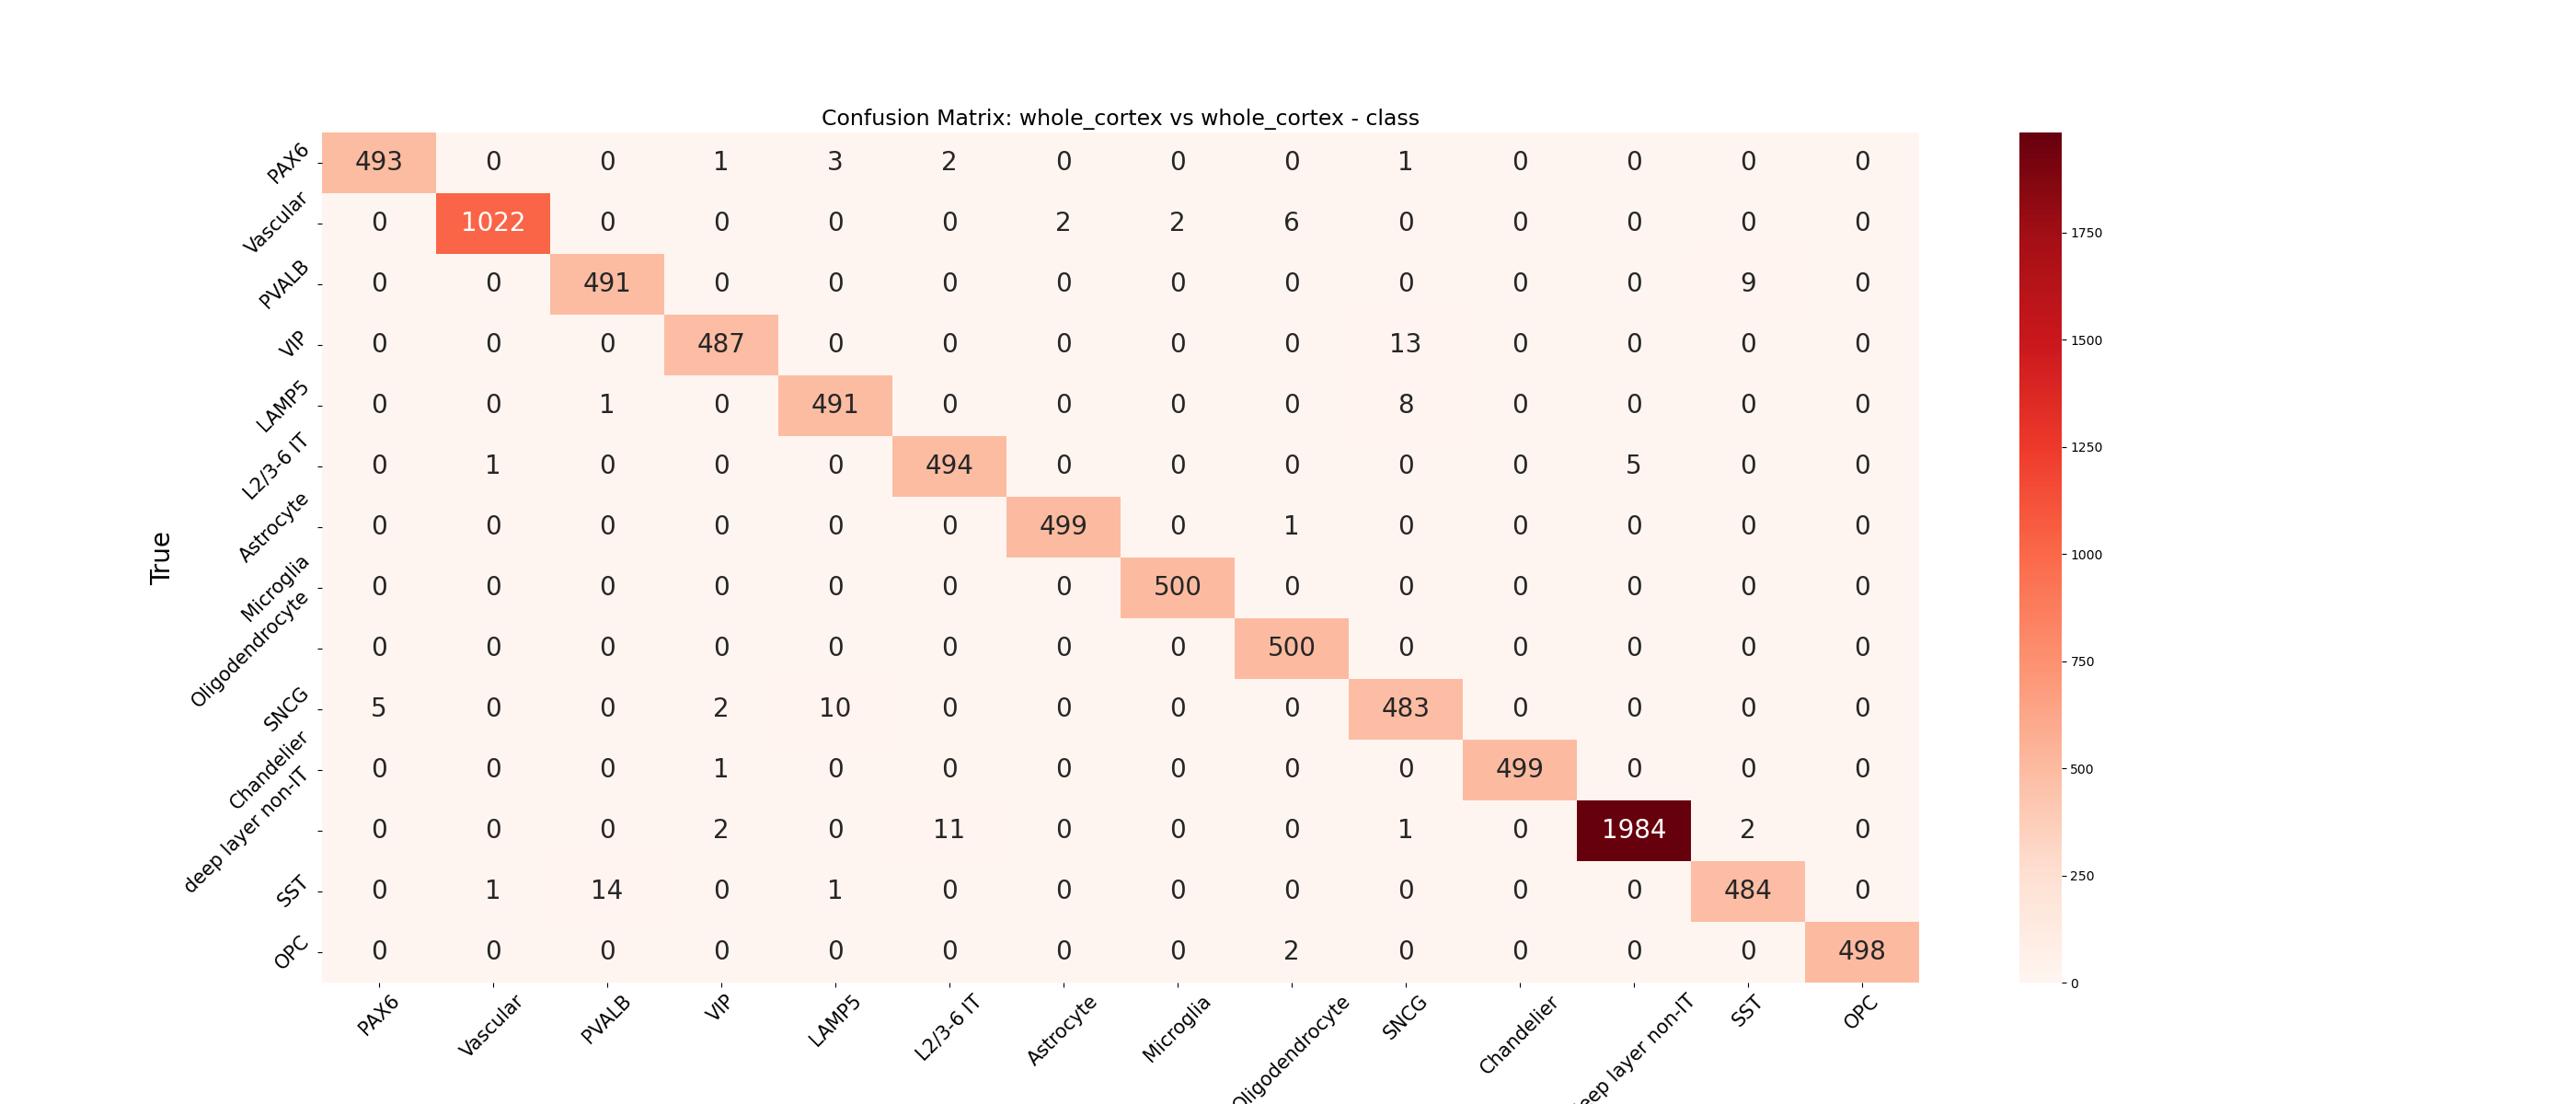 Confusion Matrix: whole_cortex vs whole_cortex - class
PAX6 493 0 0 1 3 2 0 0 0 1 0 0 0 0
Vascular 0 1022 0 0 0 0 2 2 6 0 0 0 0 0
PVALB 0 0 491 0 0 0 0 0 0 0 0 0 9 0
VIP 0 0 0 487 0 0 0 0 0 13 0 0 0 0
LAMP5 0 0 1 0 491 0 0 0 0 8 0 0 0 0
L2/3-6 IT 0 1 0 0 0 494 0 0 0 0 0 5 0 0
Astrocyte 0 0 0 0 0 0 499 0 1 0 0 0 0 0
Microglia 0 0 0 0 0 0 0 500 0 0 0 0 0 0
Oligodendrocyte 0 0 0 0 0 0 0 0 500 0 0 0 0 0
SNCG 5 0 0 2 10 0 0 0 0 483 0 0 0 0
Chandelier 0 0 0 1 0 0 0 0 0 0 499 0 0 0
deep layer non-IT 0 0 0 2 0 11 0 0 0 1 0 1984 2 0
SST 0 1 14 0 1 0 0 0 0 0 0 0 484 0
OPC 0 0 0 0 0 0 0 0 2 0 0 0 0 498
True
PAX6 Vascular PVALB VIP LAMP5 L2/3-6 IT Astrocyte Microglia Oligodendrocyte SNCG Chandelier eep layer non-IT SST OPC
1750
1500
1250
1000
750
500
250
0